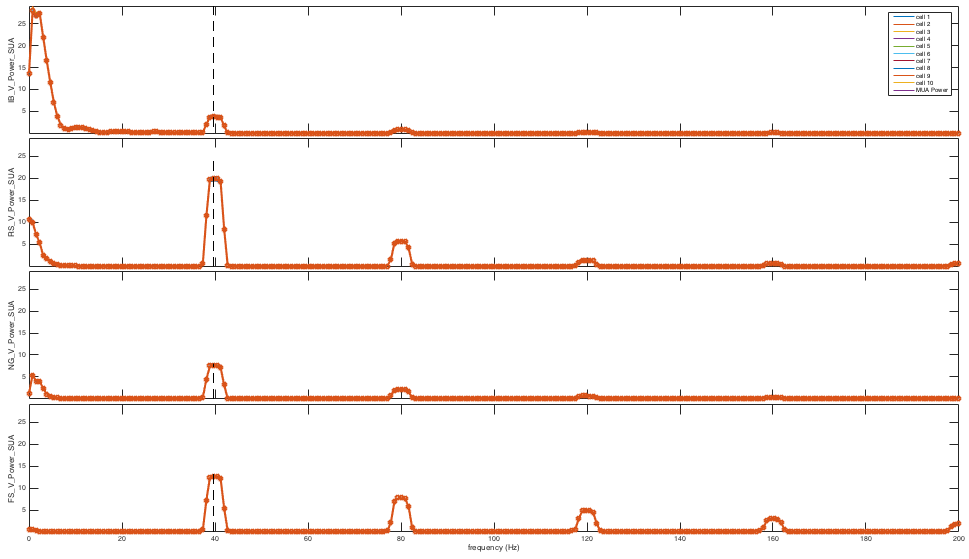 IB_V_Power_SUA
25
20
15
10
5
cell 1
cell 2
cell 3
cell 4
cell 5
cell 6
cell 7
cell 8
cell 9
cell 10
MUA Power
RS_V_Power_SUA
25
20
15
10
5
NG_V_Power_SUA
25
20
15
10
5
FS_V_Power_SUA
25
20
15
10
5
0 20 40 60 80 100 120 140 160 180 200
frequency (Hz)